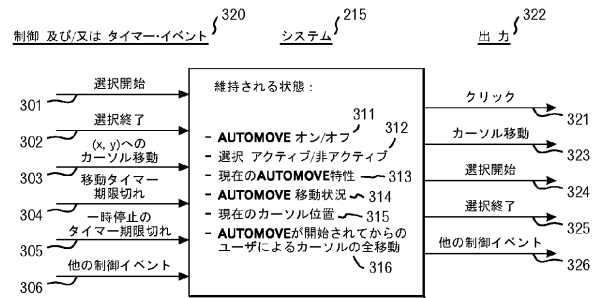 制御 及び/又は タイマー・イベント 320
システム 215
出力 322
選択開始
301
選択終了
302
(x, y)への
カーソル移動
303
移動タイマー
期限切れ
304
一時停止の
タイマー期限切れ
305
他の制御イベント
306
維持される状態：
- AUTOMOVE オン/オフ 311
- 選択 アクティブ/非アクティブ 312
- 現在のAUTOMOVE特性 313
- AUTOMOVE 移動状況 314
- 現在のカーソル位置 315
- AUTOMOVEが開始されてからの
ユーザによるカーソルの全移動
316
クリック
321
カーソル移動
323
選択開始
324
選択終了
325
他の制御イベント
326